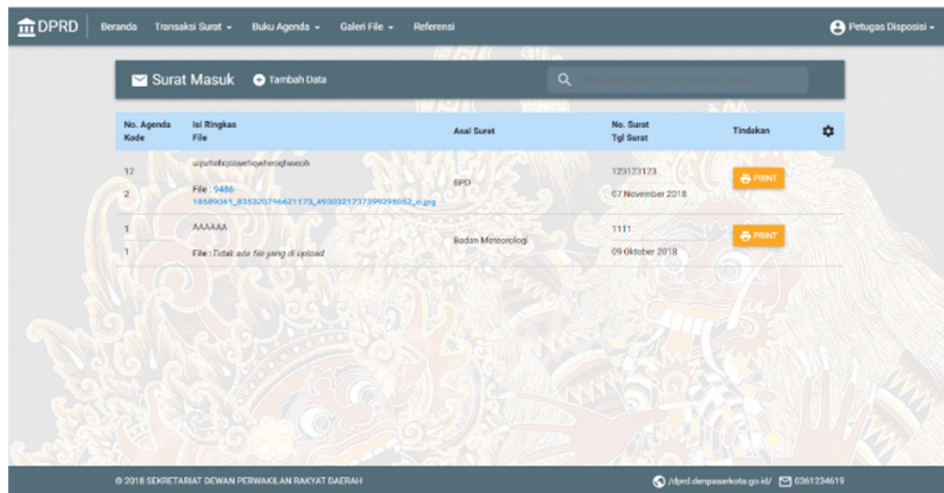 DPRD Beranda Transaksi Surat Buku Agenda Galeri File Referensi Petugas Disposisi
Surat Masuk Tambah Data
No. Agenda Isi Ringkas Asal Surat No. Surat Tindakan
Kode File Tgl Surat
12 BPD 123123123 PRINT
2 File : 9486 07 November 2018
1 AAAAAA Badan Meteorologi 1111 PRINT
1 File : Tidak ada file yang di upload 09 Oktober 2018
© 2018 SEKRETARIAT DEWAN PERWAKILAN RAKYAT DAERAH /dprd.denpasarkota.go.id/ 0361234619